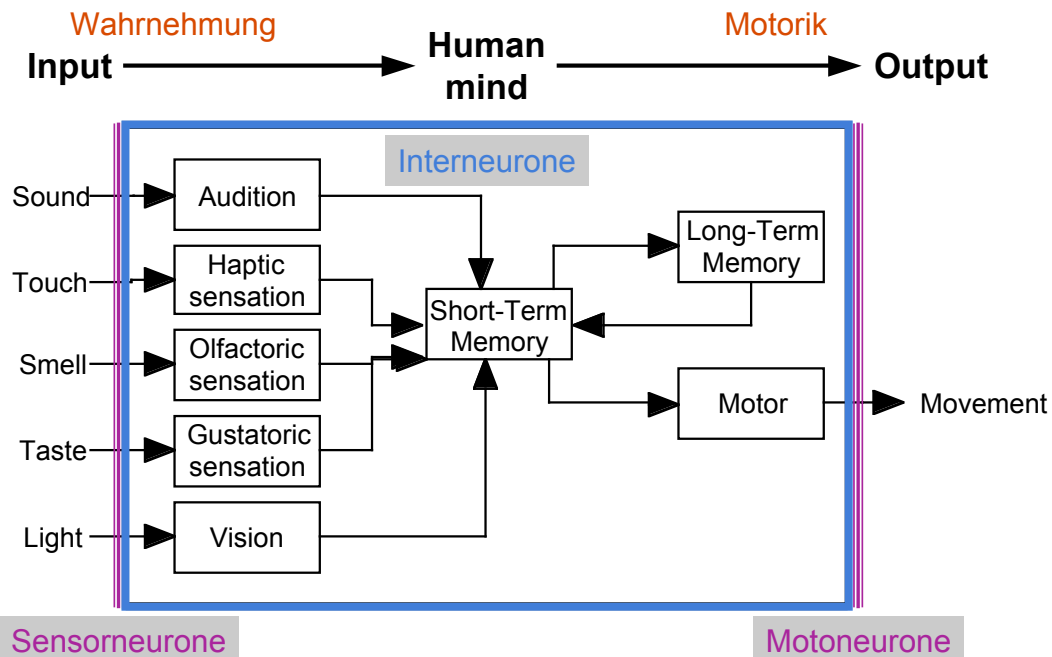 Wahrnehmung
Motorik
Input
Human
mind
Output
Interneurone
Sound
Audition
Long-Term
Memory
Touch
Haptic
sensation
Short-Term
Memory
Smell
Olfactoric
sensation
Motor
Movement
Taste
Gustatoric
sensation
Light
Vision
Sensorneurone
Motoneurone